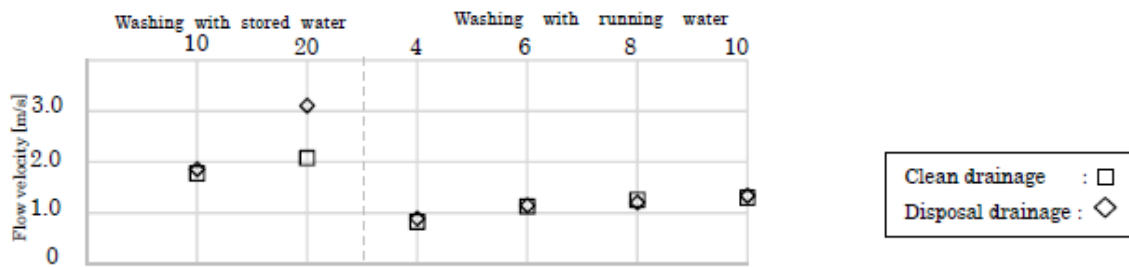 Washing with stored water
Washing with running water
10 20 4 6 8 10
Flow velocity [m/s]
3.0
2.0
1.0
0
Clean drainage : □
Disposal drainage : ◇